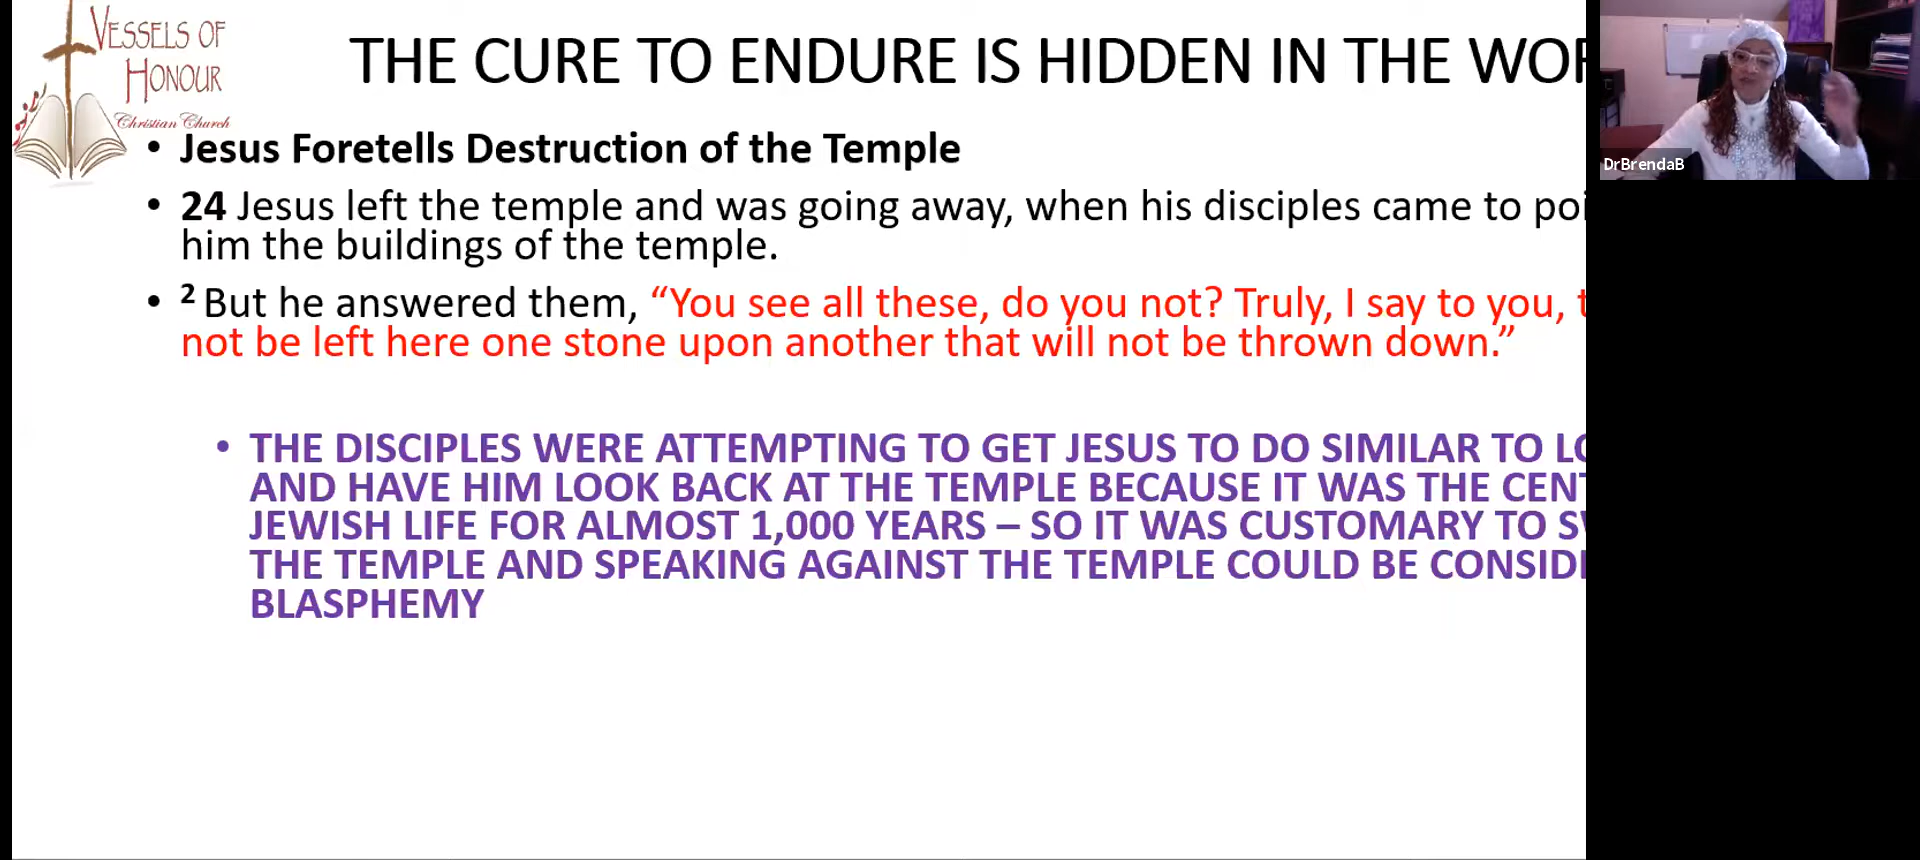 VESSELS OF
HONOUR
Christian Church
THE CURE TO ENDURE IS HIDDEN IN THE
• Jesus Foretells Destruction of the Temple
• 24 Jesus left the temple and was going away, when his disciples came to
him the buildings of the temple.
• 2 But he answered them, “You see all these, do you not? Truly, I say to you,
not be left here one stone upon another that will not be thrown down.”
• THE DISCIPLES WERE ATTEMPTING TO GET JESUS TO DO SIMILAR TO
AND HAVE HIM LOOK BACK AT THE TEMPLE BECAUSE IT WAS THE
JEWISH LIFE FOR ALMOST 1,000 YEARS – SO IT WAS CUSTOMARY TO
THE TEMPLE AND SPEAKING AGAINST THE TEMPLE COULD BE
BLASPHEMY
DrBrendaB